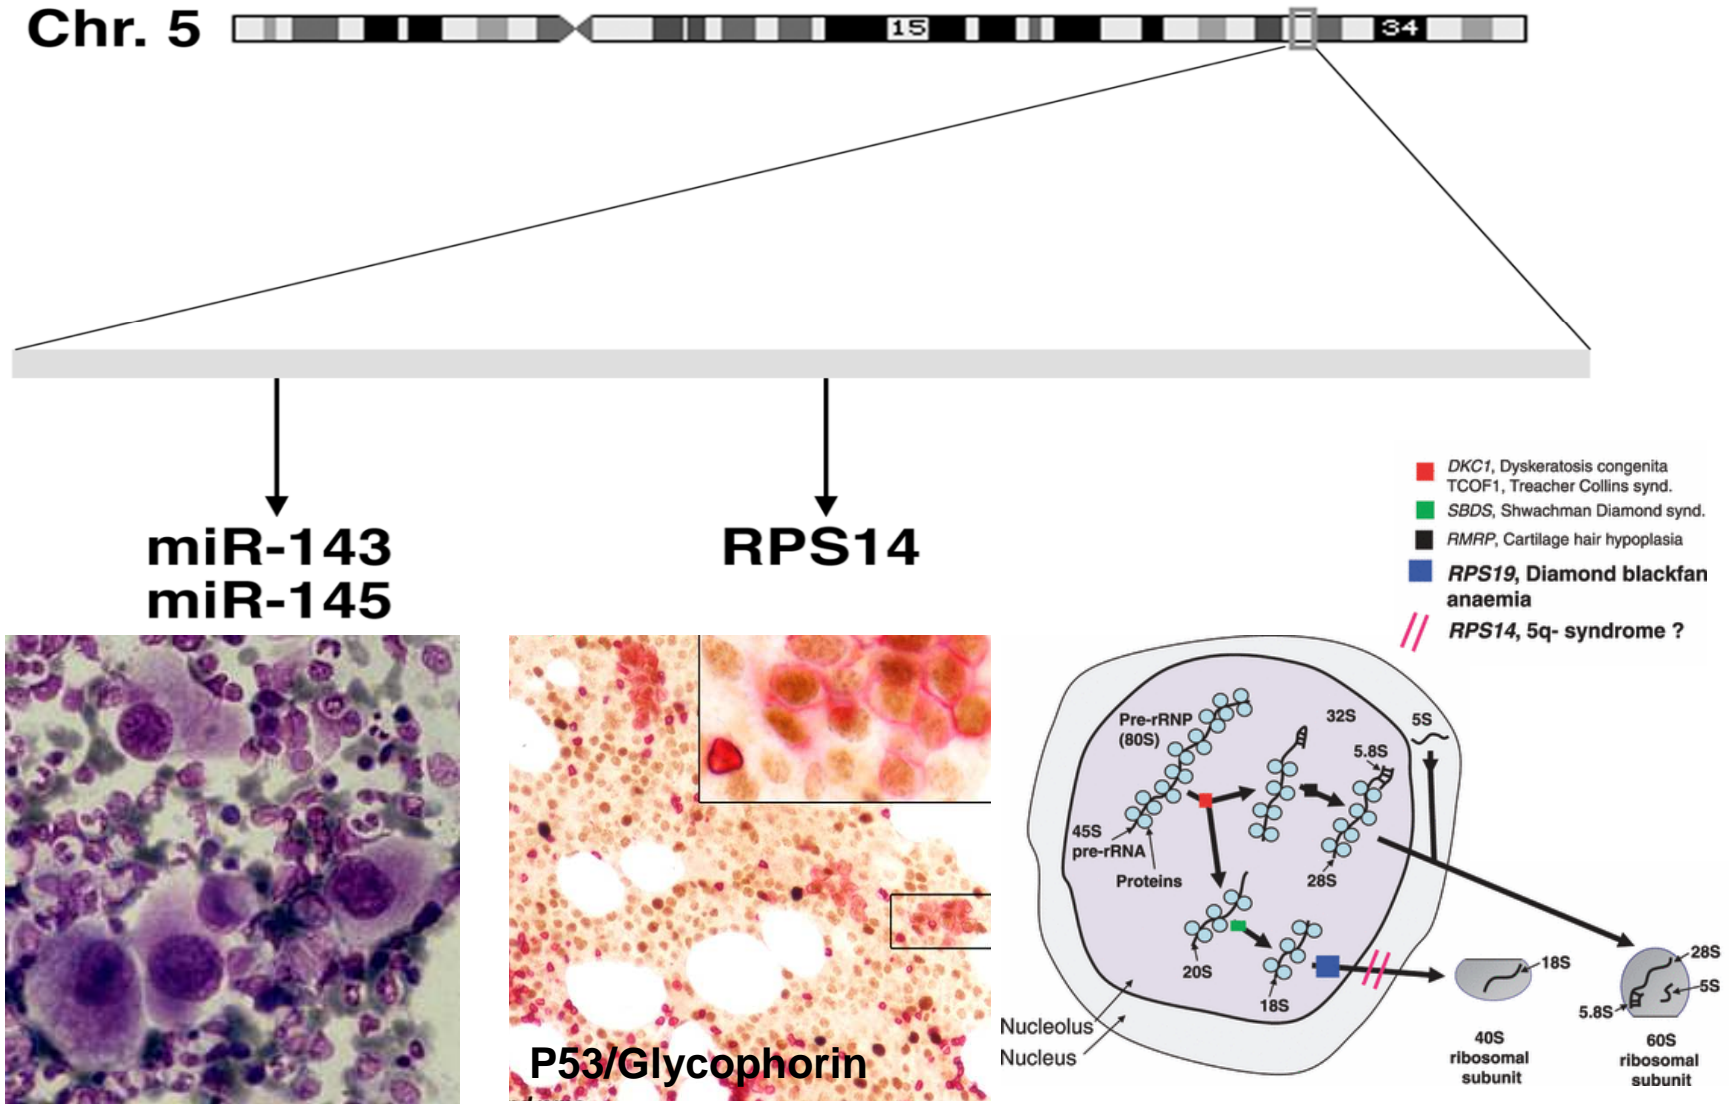 Chr. 5
15
34
miR-143
miR-145
RPS14
DKC1, Dyskeratosis congenita
TCOF1, Treacher Collins synd.
SBDS, Shwachman Diamond synd.
RMRP, Cartilage hair hypoplasia
RPS19, Diamond blackfan
anaemia
RPS14, 5q- syndrome ?
P53/Glycophorin
Pre-rRNP
(80S)
32S
5S
5.8S
45S
pre-rRNA
Proteins
28S
20S
18S
Nucleolus
Nucleus
18S
40S
ribosomal
subunit
28S
5S
5.8S
60S
ribosomal
subunit